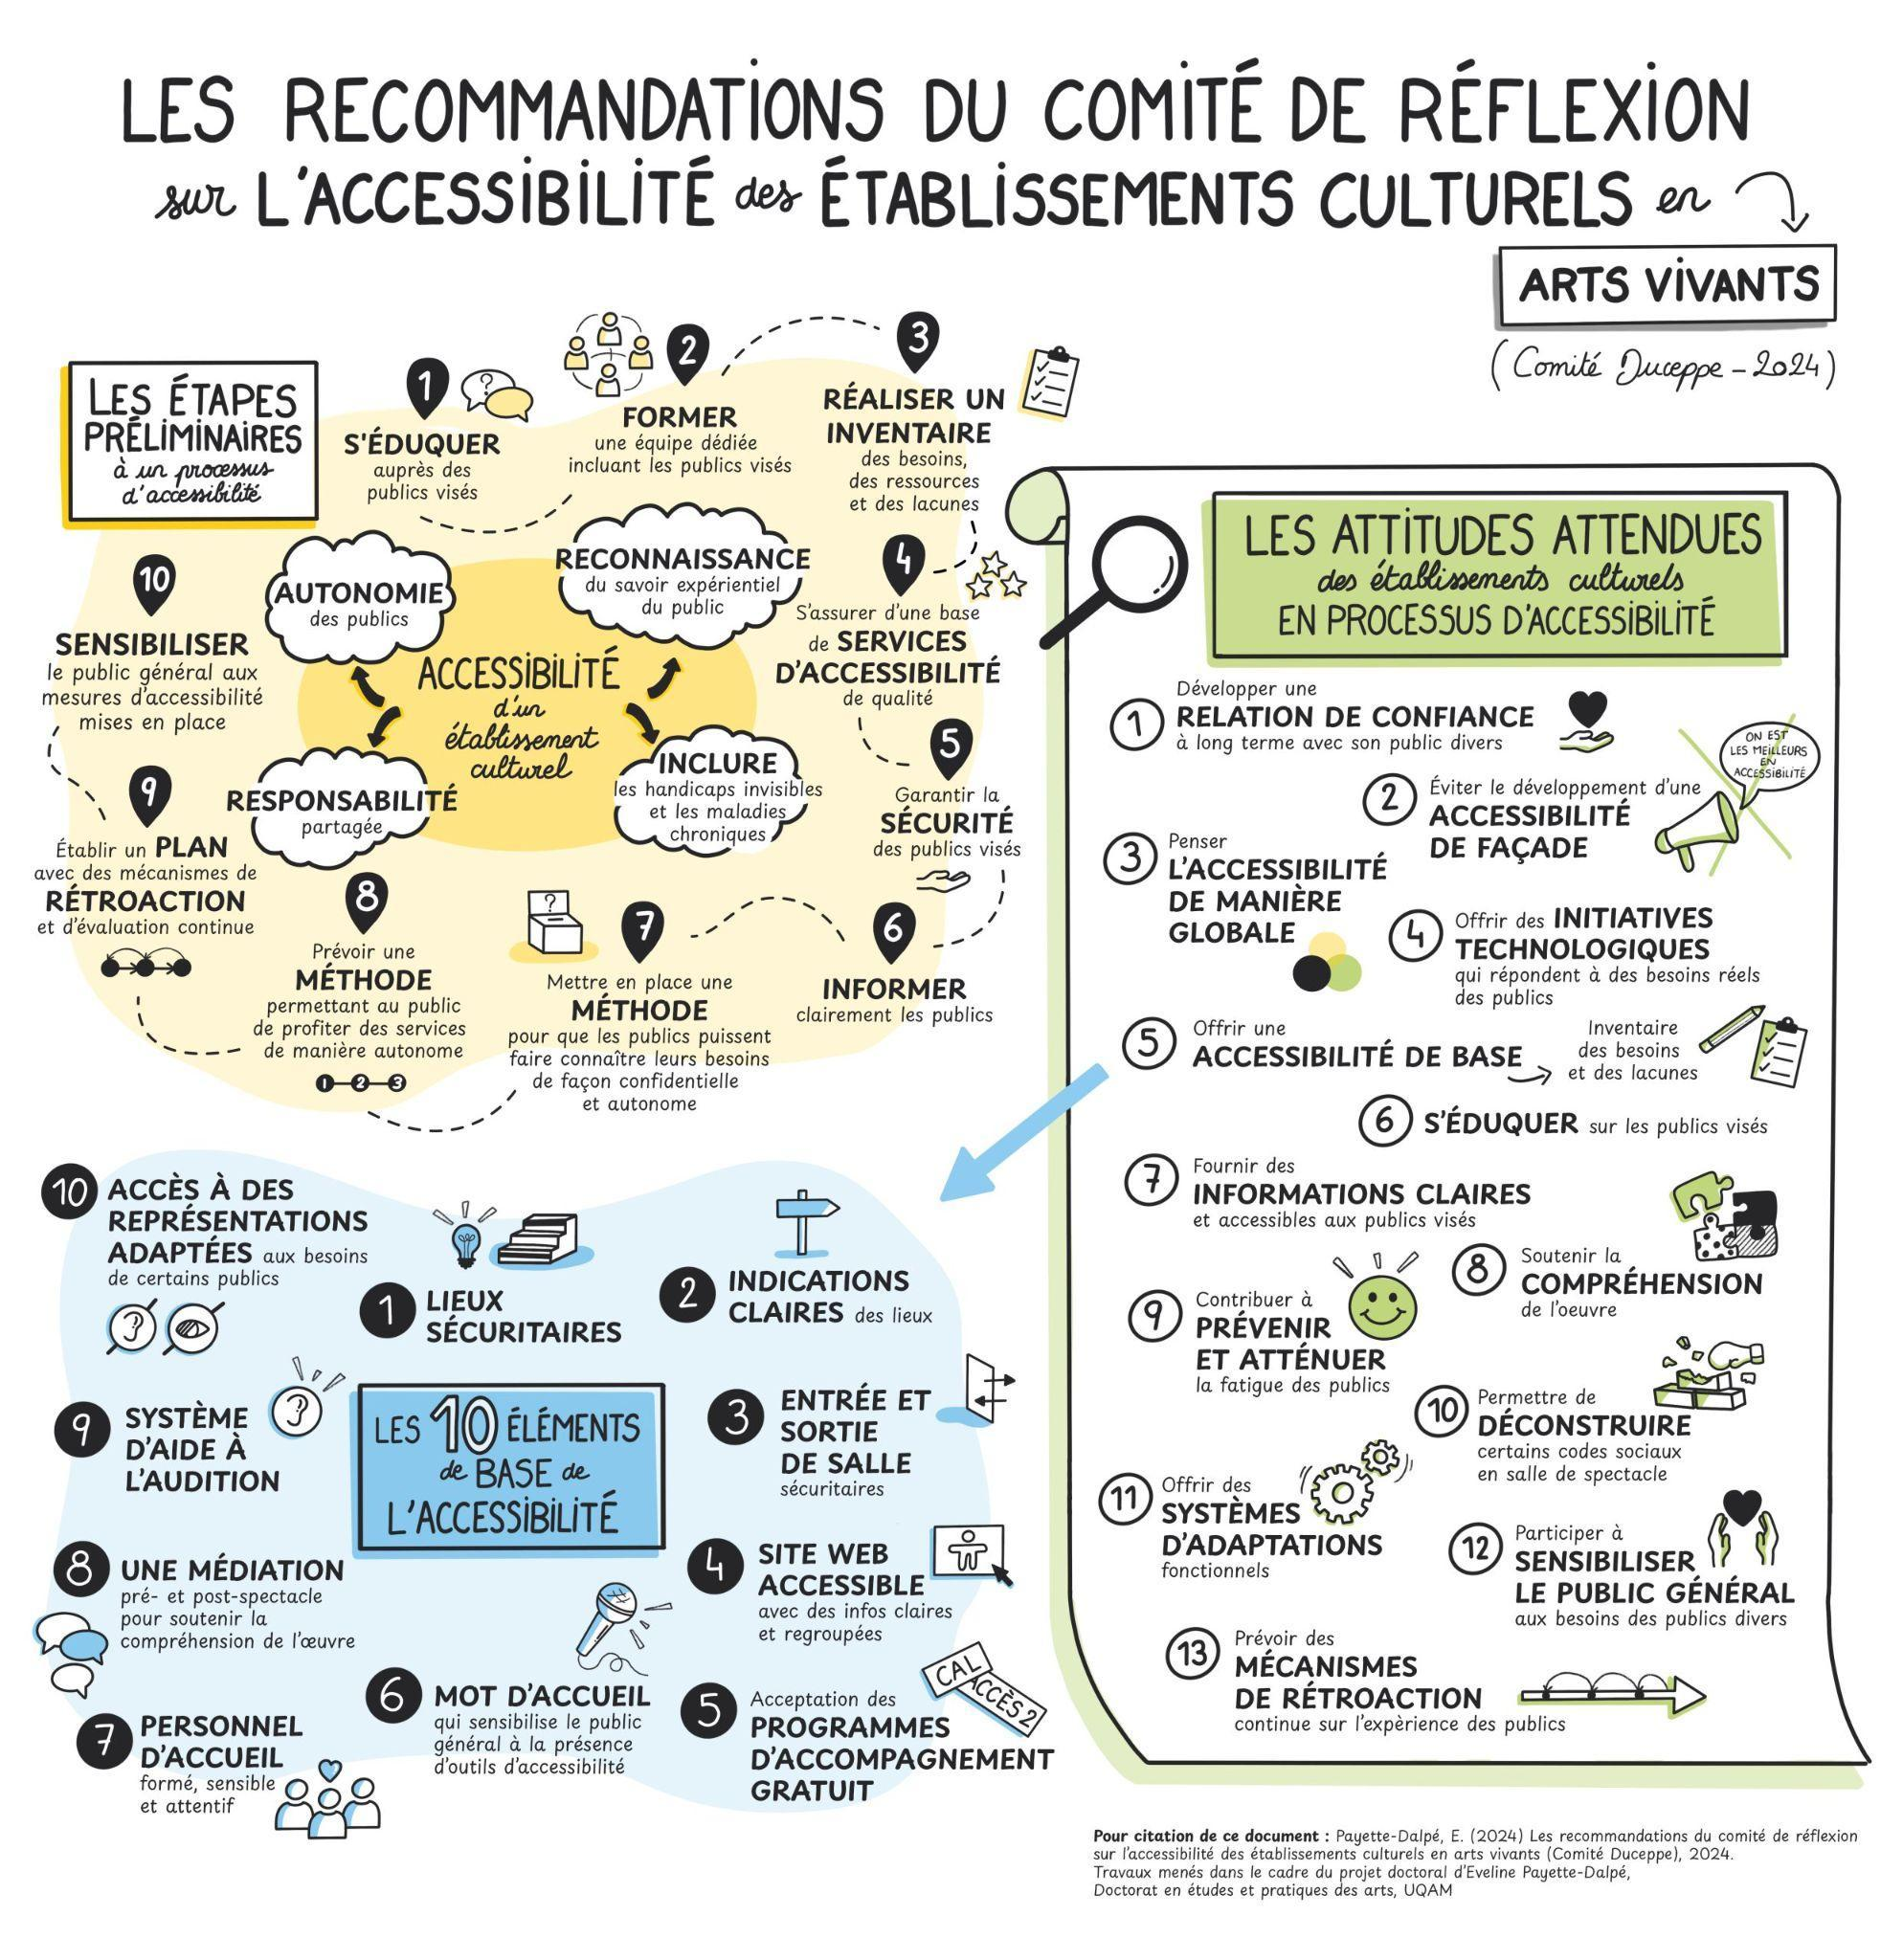 LES RECOMMANDATIONS DU COMITÉ DE RÉFLEXION
sur L'ACCESSIBILITÉ des ÉTABLISSEMENTS CULTURELS en
ARTS VIVANTS
(Comité Duceppe – 2024)
LES ÉTAPES
PRÉLIMINAIRES
à un processus
d'accessibilité
1
S'ÉDUQUER
auprès des
publics visés
?
2
FORMER
une équipe dédiée
incluant les publics visés
3
RÉALISER UN
INVENTAIRE
des besoins,
des ressources
et des lacunes
4
S'assurer d'une base
de SERVICES
D'ACCESSIBILITÉ
de qualité
5
Garantir la
SÉCURITÉ
des publics visés
6
INFORMER
clairement les publics
?
7
Mettre en place une
MÉTHODE
pour que les publics puissent
faire connaître leurs besoins
de façon confidentielle
et autonome
8
Prévoir une
MÉTHODE
permettant au public
de profiter des services
de manière autonome
1 2 3
9
Établir un PLAN
avec des mécanismes de
RÉTROACTION
et d'évaluation continue
10
SENSIBILISER
le public général aux
mesures d'accessibilité
mises en place
ACCESSIBILITÉ
d'un
établissement
culturel
AUTONOMIE
des publics
RECONNAISSANCE
du savoir expérientiel
du public
RESPONSABILITÉ
partagée
INCLURE
les handicaps invisibles
et les maladies
chroniques
LES ATTITUDES ATTENDUES
des établissements culturels
EN PROCESSUS D'ACCESSIBILITÉ
1
Développer une
RELATION DE CONFIANCE
à long terme avec son public divers
2
Éviter le développement d'une
ACCESSIBILITÉ
DE FAÇADE
ON EST
LES MEILLEURS
EN
ACCESSIBILITÉ
3
Penser
L'ACCESSIBILITÉ
DE MANIÈRE
GLOBALE
4
Offrir des INITIATIVES
TECHNOLOGIQUES
qui répondent à des besoins réels
des publics
5
Offrir une
ACCESSIBILITÉ DE BASE
Inventaire
des besoins
et des lacunes
6
S'ÉDUQUER sur les publics visés
7
Fournir des
INFORMATIONS CLAIRES
et accessibles aux publics visés
8
Soutenir la
COMPRÉHENSION
de l'oeuvre
9
Contribuer à
PRÉVENIR
ET ATTÉNUER
la fatigue des publics
10
Permettre de
DÉCONSTRUIRE
certains codes sociaux
en salle de spectacle
11
Offrir des
SYSTÈMES
D'ADAPTATIONS
fonctionnels
12
Participer à
SENSIBILISER
LE PUBLIC GÉNÉRAL
aux besoins des publics divers
13
Prévoir des
MÉCANISMES
DE RÉTROACTION
continue sur l'expèrience des publics
LES 10 ÉLÉMENTS
de BASE de
L'ACCESSIBILITÉ
1
LIEUX
SÉCURITAIRES
2
INDICATIONS
CLAIRES des lieux
3
ENTRÉE ET
SORTIE
DE SALLE
sécuritaires
4
SITE WEB
ACCESSIBLE
avec des infos claires
et regroupées
5
Acceptation des
PROGRAMMES
D'ACCOMPAGNEMENT
GRATUIT
CAL
ACCÈS 2
6
MOT D'ACCUEIL
qui sensibilise le public
général à la présence
d'outils d'accessibilité
7
PERSONNEL
D'ACCUEIL
formé, sensible
et attentif
8
UNE MÉDIATION
pré- et post-spectacle
pour soutenir la
compréhension de l'œuvre
9
SYSTÈME
D'AIDE À
L'AUDITION
10
ACCÈS À DES
REPRÉSENTATIONS
ADAPTÉES aux besoins
de certains publics
Pour citation de ce document : Payette-Dalpé, E. (2024) Les recommandations du comité de réflexion
sur l'accessibilité des établissements culturels en arts vivants (Comité Duceppe), 2024.
Travaux menés dans le cadre du projet doctoral d'Eveline Payette-Dalpé,
Doctorat en études et pratiques des arts, UQAM